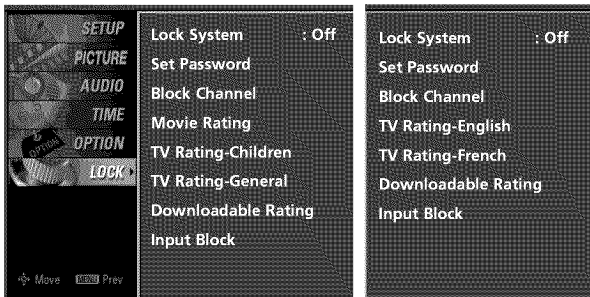 SETUP
PICTURE
AUDIO
TIME
OPTION
OPTION
LOCK
Move MENU Prev
Lock System : Off
Set Password
Block Channel
Movie Rating
TV Rating-Children
TV Rating-General
Downloadable Rating
Input Block
Lock System : Off
Set Password
Block Channel
TV Rating-English
TV Rating-French
Downloadable Rating
Input Block